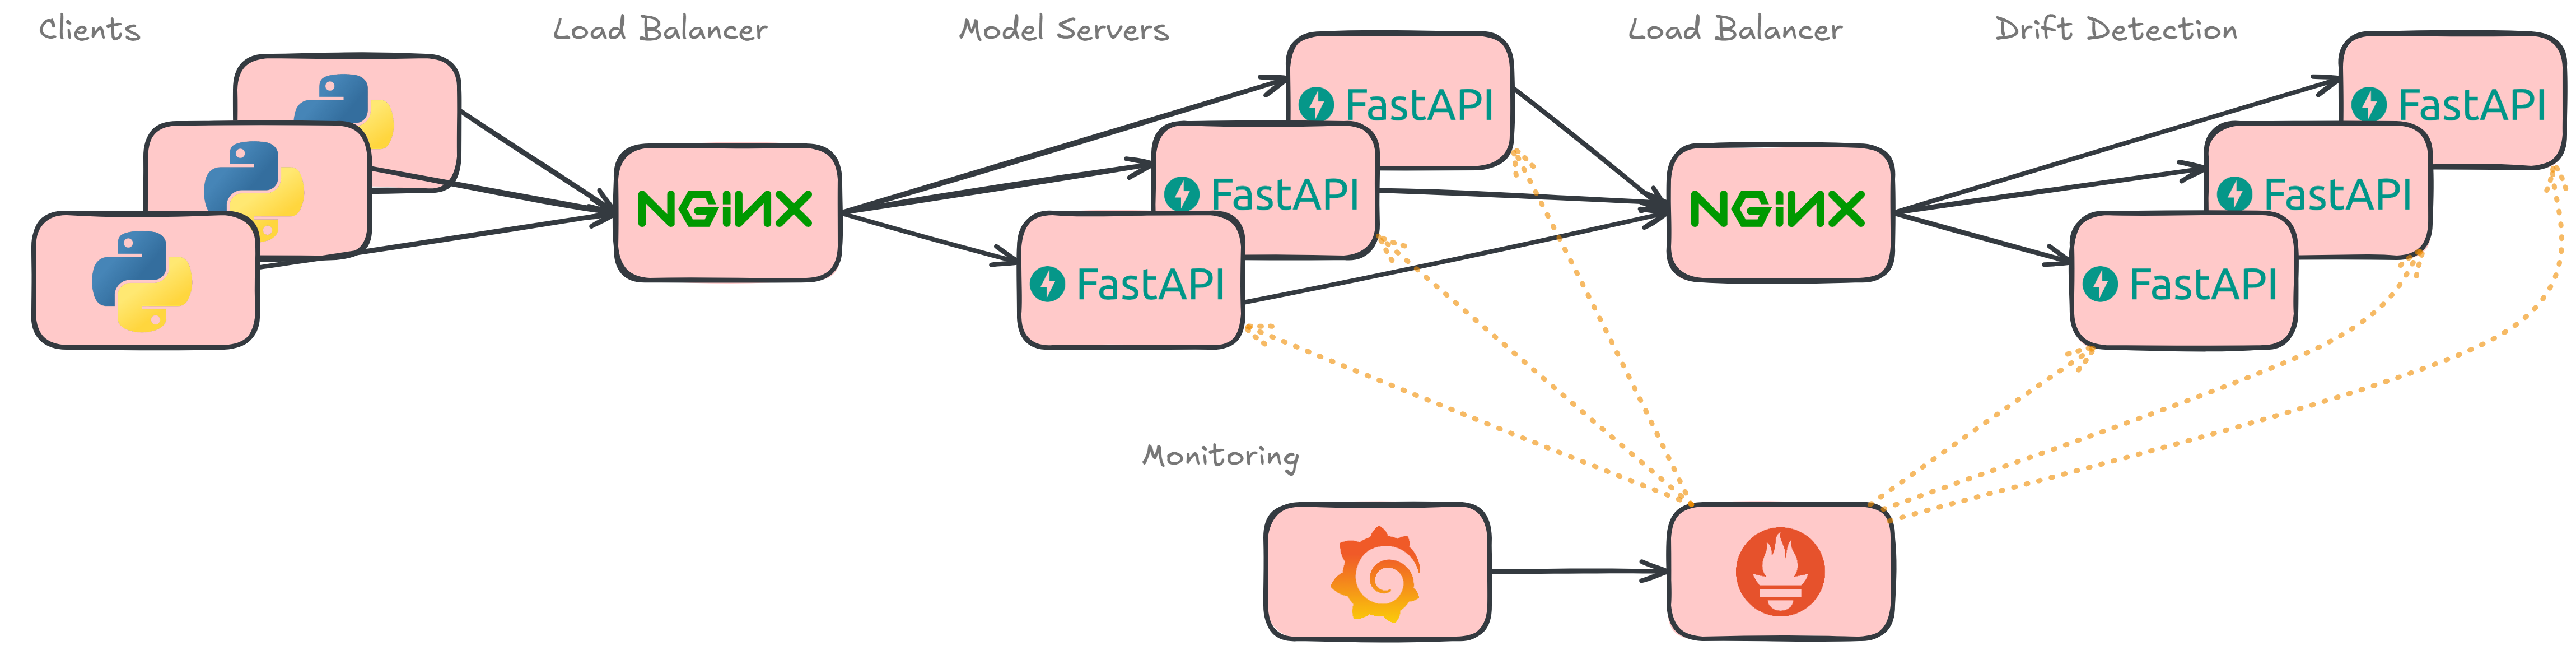 Clients
Load Balancer
Model Servers
Load Balancer
Drift Detection
FastAPI
FastAPI
FastAPI
FastAPI
NGiNX
FastAPI
NGiNX
FastAPI
Monitoring